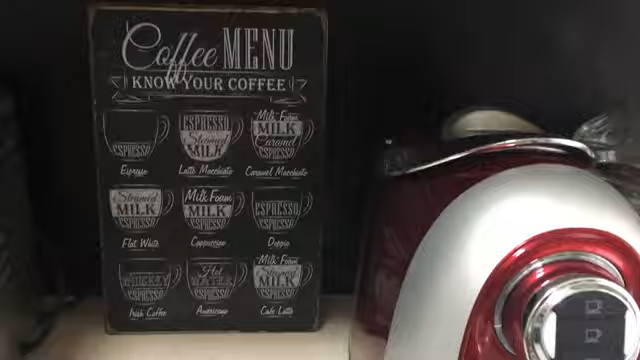 Coffee MENU
KNOW YOUR COFFEE
ESPRESSO
Espresso
ESPRESSO
Steamed
MILK
Latte Macchiato
Milk Foam
MILK
Caramel
ESPRESSO
Caramel Macchiato
Steamed
MILK
ESPRESSO
Flat White
Milk Foam
MILK
ESPRESSO
Cappuccino
ESPRESSO
ESPRESSO
Doppio
WHISKEY
ESPRESSO
Irish Coffee
Hot
WATER
ESPRESSO
Americano
Milk Foam
Steamed
MILK
ESPRESSO
Cafe Latte